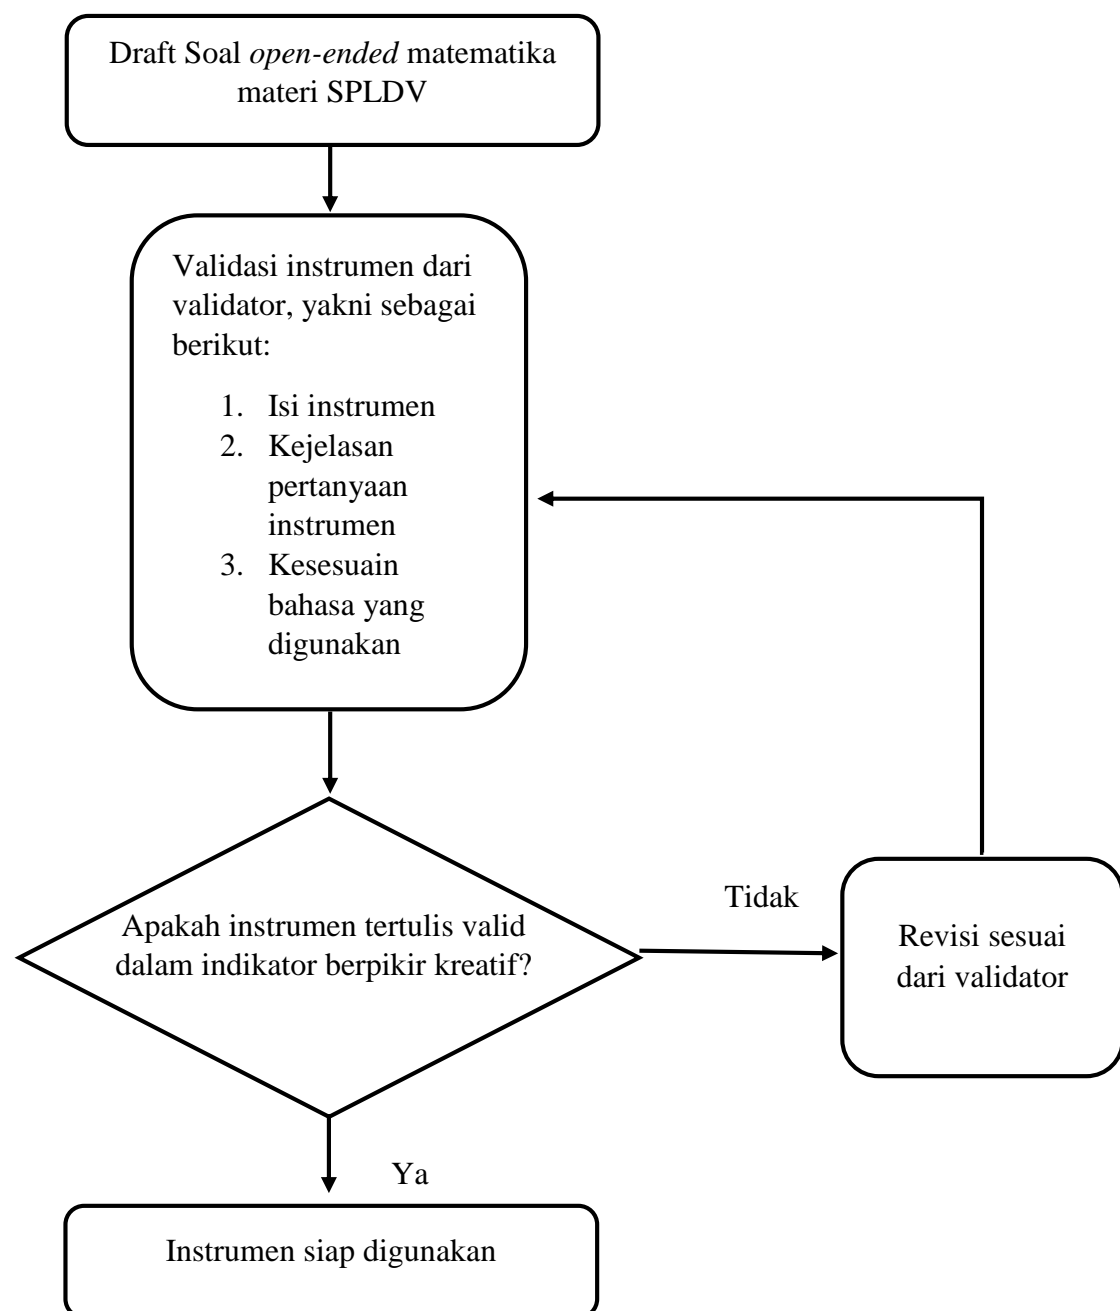 Draft Soal open-ended matematika
materi SPLDV
Validasi instrumen dari
validator, yakni sebagai
berikut:
1. Isi instrumen
2. Kejelasan
pertanyaan
instrumen
3. Kesesuain
bahasa yang
digunakan
Tidak
Apakah instrumen tertulis valid
dalam indikator berpikir kreatif?
Revisi sesuai
dari validator
Ya
Instrumen siap digunakan